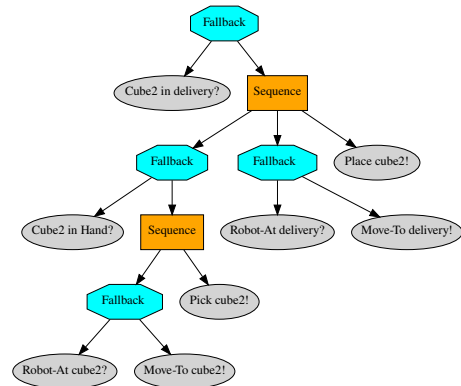 Fallback
Cube2 in delivery?
Sequence
Fallback
Fallback
Place cube2!
Cube2 in Hand?
Sequence
Robot-At delivery?
Move-To delivery!
Fallback
Pick cube2!
Robot-At cube2?
Move-To cube2!